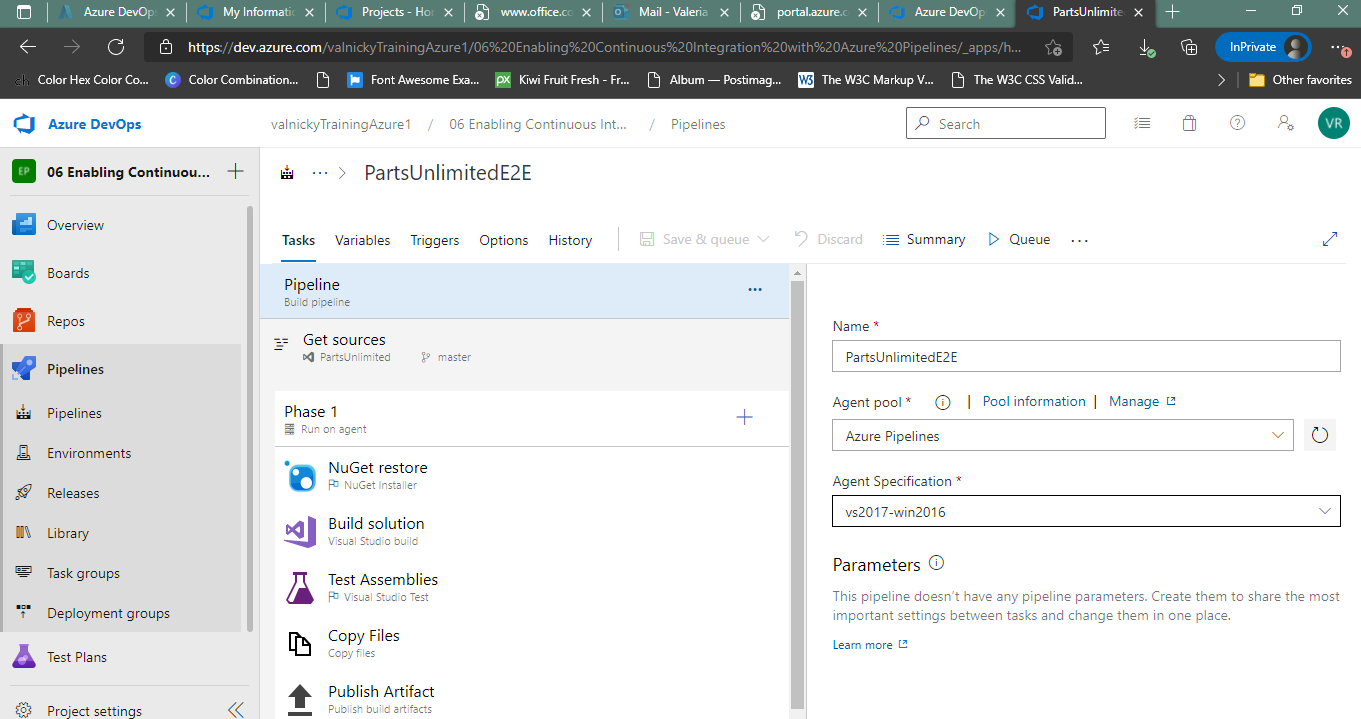 Azure DevOp
My Informatic
Projects - Hor
www.office.co
Mail - Valeria
portal.azure.c
Azure DevOp
PartsUnlimite
https://dev.azure.com/valnickyTrainingAzure1/06%20Enabling%20Continuous%20Integration%20with%20Azure%20Pipelines/_apps/h...
InPrivate
ch Color Hex Color Co...
C Color Combination...
Font Awesome Exa...
px Kiwi Fruit Fresh - Fr...
Album — Postimag...
W3 The W3C Markup V...
The W3C CSS Valid...
Other favorites
Azure DevOps
valnickyTrainingAzure1 / 06 Enabling Continuous Int... / Pipelines
Search
VR
EP 06 Enabling Continuou...
Overview
Boards
Repos
Pipelines
Pipelines
Environments
Releases
Library
Task groups
Deployment groups
Test Plans
Project settings
... > PartsUnlimitedE2E
Tasks Variables Triggers Options History
Save & queue Discard Summary Queue ...
Pipeline ...
Build pipeline
Get sources
PartsUnlimited master
Phase 1
Run on agent
NuGet restore
NuGet Installer
Build solution
Visual Studio build
Test Assemblies
Visual Studio Test
Copy Files
Copy files
Publish Artifact
Publish build artifacts
Name *
PartsUnlimitedE2E
Agent pool * | Pool information | Manage
Azure Pipelines
Agent Specification *
vs2017-win2016
Parameters
This pipeline doesn't have any pipeline parameters. Create them to share the most
important settings between tasks and change them in one place.
Learn more